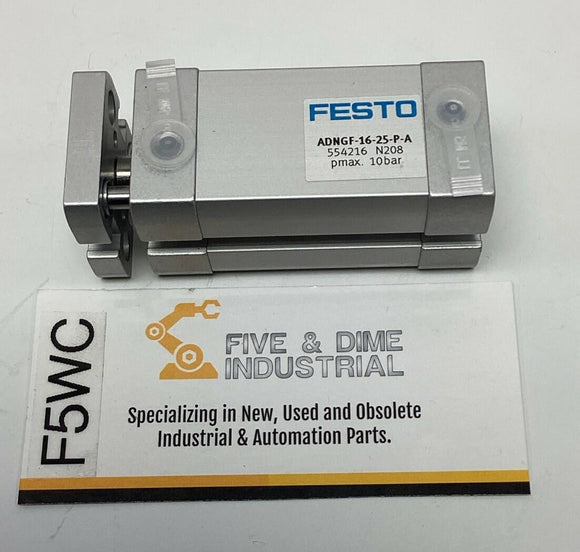 FESTO
ADNGF-16-25-P-A
554216 N208
pmax. 10bar
F5WC
FIVE & DIME
INDUSTRIAL
Specializing in New, Used and Obsolete
Industrial & Automation Parts.